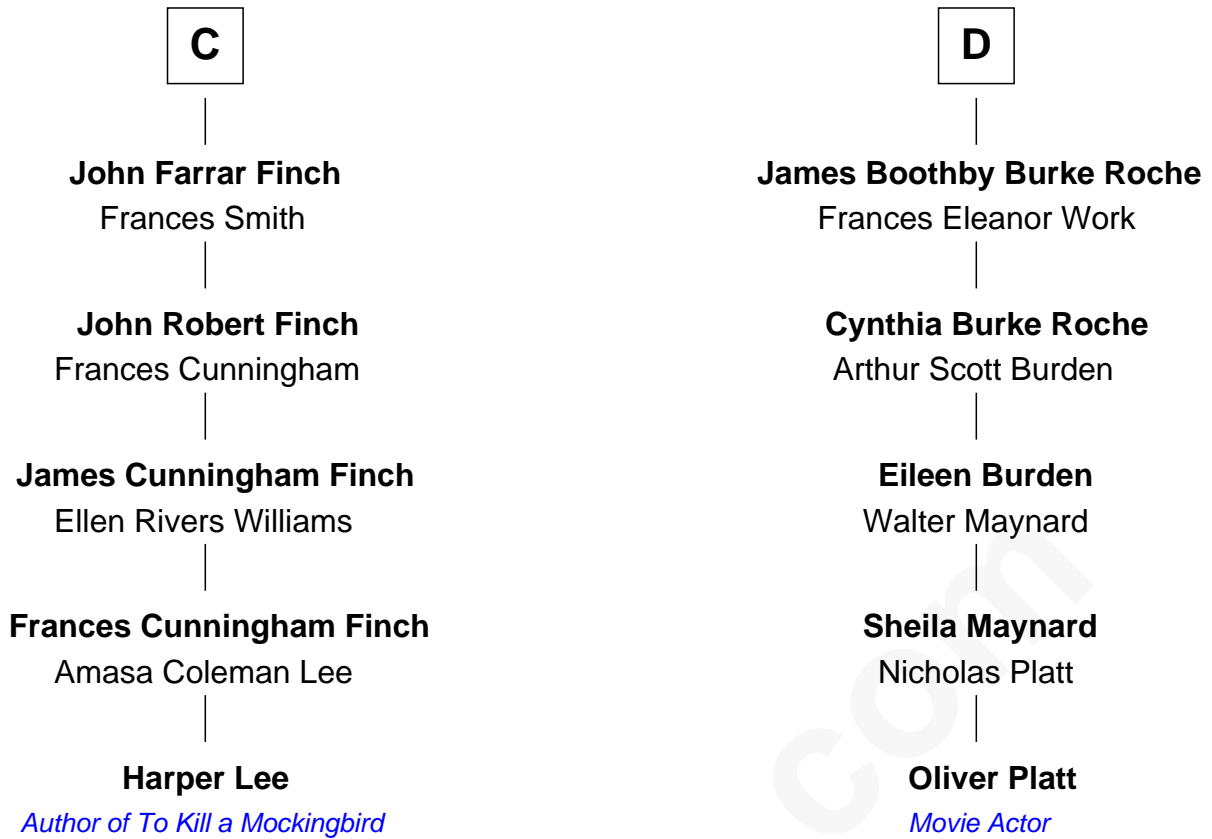 C
John Farrar Finch
Frances Smith
John Robert Finch
Frances Cunningham
James Cunningham Finch
Ellen Rivers Williams
Frances Cunningham Finch
Amasa Coleman Lee
Harper Lee
Author of To Kill a Mockingbird
D
James Boothby Burke Roche
Frances Eleanor Work
Cynthia Burke Roche
Arthur Scott Burden
Eileen Burden
Walter Maynard
Sheila Maynard
Nicholas Platt
Oliver Platt
Movie Actor
com